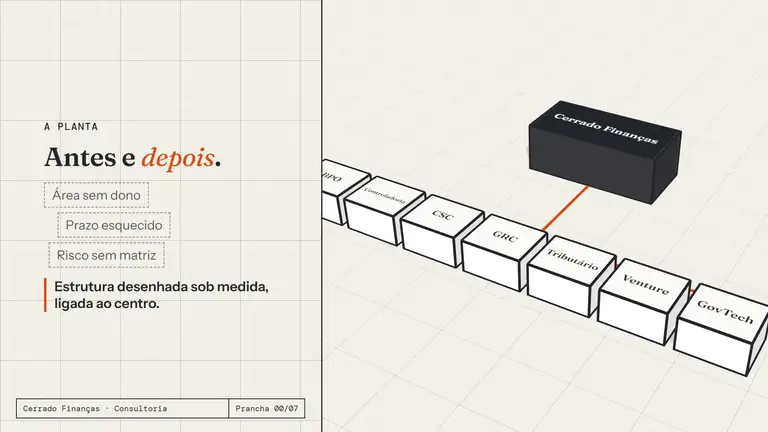 A PLANTA
Antes e depois.
Área sem dono
Prazo esquecido
Risco sem matriz
Estrutura desenhada sob medida,
ligada ao centro.
Cerrado Finanças · Consultoria
Prancha 00/07
Cerrado Finanças
BPO
Controladoria
CSC
GRC
Tributário
Venture
GovTech